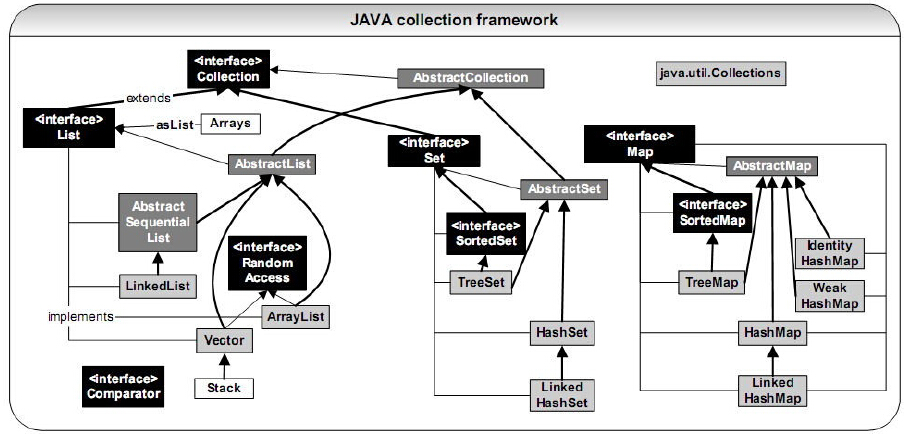 JAVA collection framework
<interface>
Collection
AbstractCollection
java.util.Collections
extends
<interface>
List
asList
Arrays
AbstractList
<interface>
Set
<interface>
Map
AbstractMap
Abstract
Sequential
List
AbstractSet
<interface>
SortedSet
<interface>
SortedMap
<interface>
Random
Access
Identity
HashMap
LinkedList
TreeSet
TreeMap
Weak
HashMap
implements
ArrayList
Vector
HashSet
HashMap
<interface>
Comparator
Stack
Linked
HashSet
Linked
HashMap